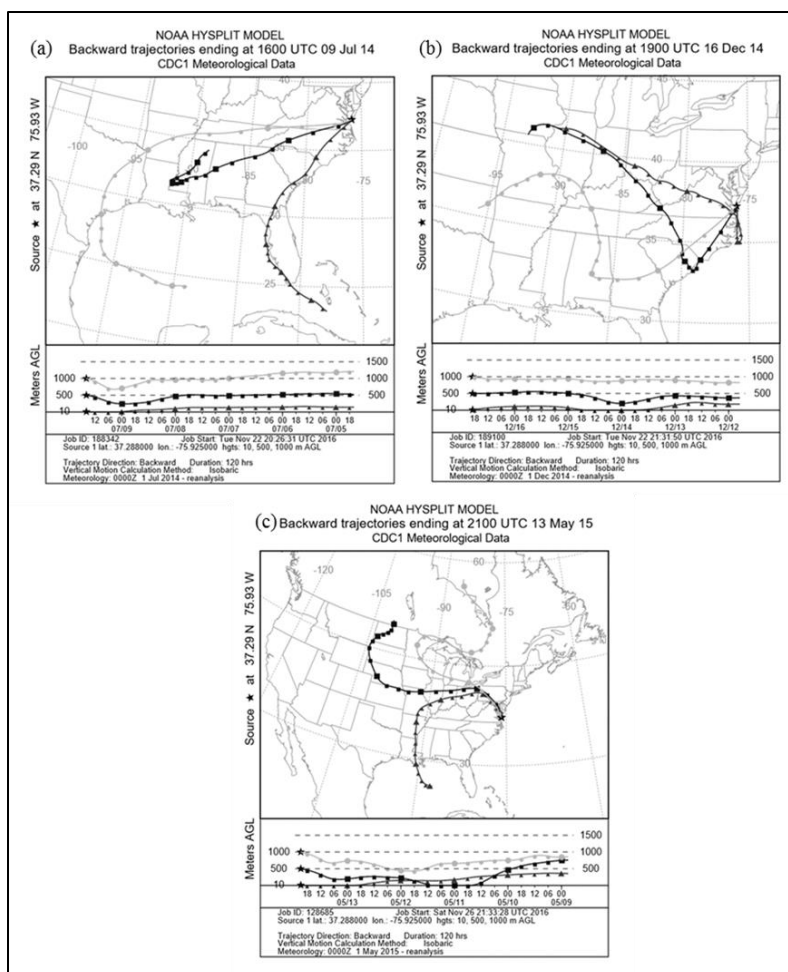 NOAA HYSPLIT MODEL
(a) Backward trajectories ending at 1600 UTC 09 Jul 14
CDC1 Meteorological Data
Source ★ at 37.29 N 75.93 W
-100
-95
-90
-85
-80
-75
40
35
30
25
Meters AGL
1500
1000 1000
500 500
10
12 06 00 18 12 06 00 18 12 06 00 18 12 06 00 18 12 06 00 18
07/09 07/08 07/07 07/06 07/05
Job ID: 188342 Job Start: Tue Nov 22 20:26:31 UTC 2016
Source 1 lat.: 37.288000 lon.: -75.925000 hgts: 10, 500, 1000 m AGL
Trajectory Direction: Backward Duration: 120 hrs
Vertical Motion Calculation Method: Isobaric
Meteorology: 0000Z 1 Jul 2014 - reanalysis
NOAA HYSPLIT MODEL
(b) Backward trajectories ending at 1900 UTC 16 Dec 14
CDC1 Meteorological Data
Source ★ at 37.29 N 75.93 W
45
-95
-90
-85
40
-75
35
30
Meters AGL
1500
1000 1000
500 500
10
18 12 06 00 18 12 06 00 18 12 06 00 18 12 06 00 18 12 06 00
12/16 12/15 12/14 12/13 12/12
Job ID: 189100 Job Start: Tue Nov 22 21:31:50 UTC 2016
Source 1 lat.: 37.288000 lon.: -75.925000 hgts: 10, 500, 1000 m AGL
Trajectory Direction: Backward Duration: 120 hrs
Vertical Motion Calculation Method: Isobaric
Meteorology: 0000Z 1 Dec 2014 - reanalysis
NOAA HYSPLIT MODEL
(c) Backward trajectories ending at 2100 UTC 13 May 15
CDC1 Meteorological Data
Source ★ at 37.29 N 75.93 W
-120
-105
-90
-75
-60
60
45
30
Meters AGL
1500
1000 1000
500 500
10
18 12 06 00 18 12 06 00 18 12 06 00 18 12 06 00 18 12 06 00
05/13 05/12 05/11 05/10 05/09
Job ID: 128685 Job Start: Sat Nov 26 21:33:28 UTC 2016
Source 1 lat.: 37.288000 lon.: -75.925000 hgts: 10, 500, 1000 m AGL
Trajectory Direction: Backward Duration: 120 hrs
Vertical Motion Calculation Method: Isobaric
Meteorology: 0000Z 1 May 2015 - reanalysis